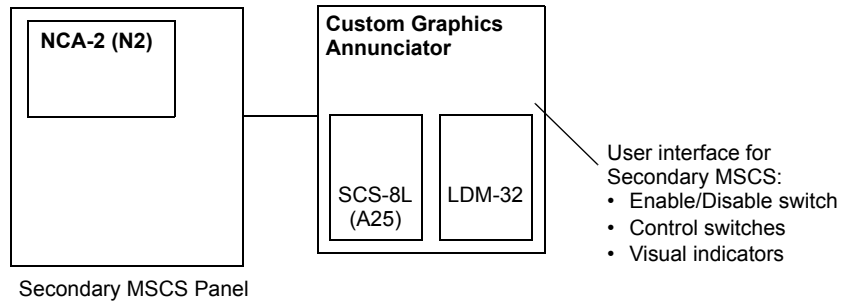 NCA-2 (N2)
Custom Graphics
Annunciator
SCS-8L
(A25)
LDM-32
User interface for
Secondary MSCS:
• Enable/Disable switch
• Control switches
• Visual indicators
Secondary MSCS Panel